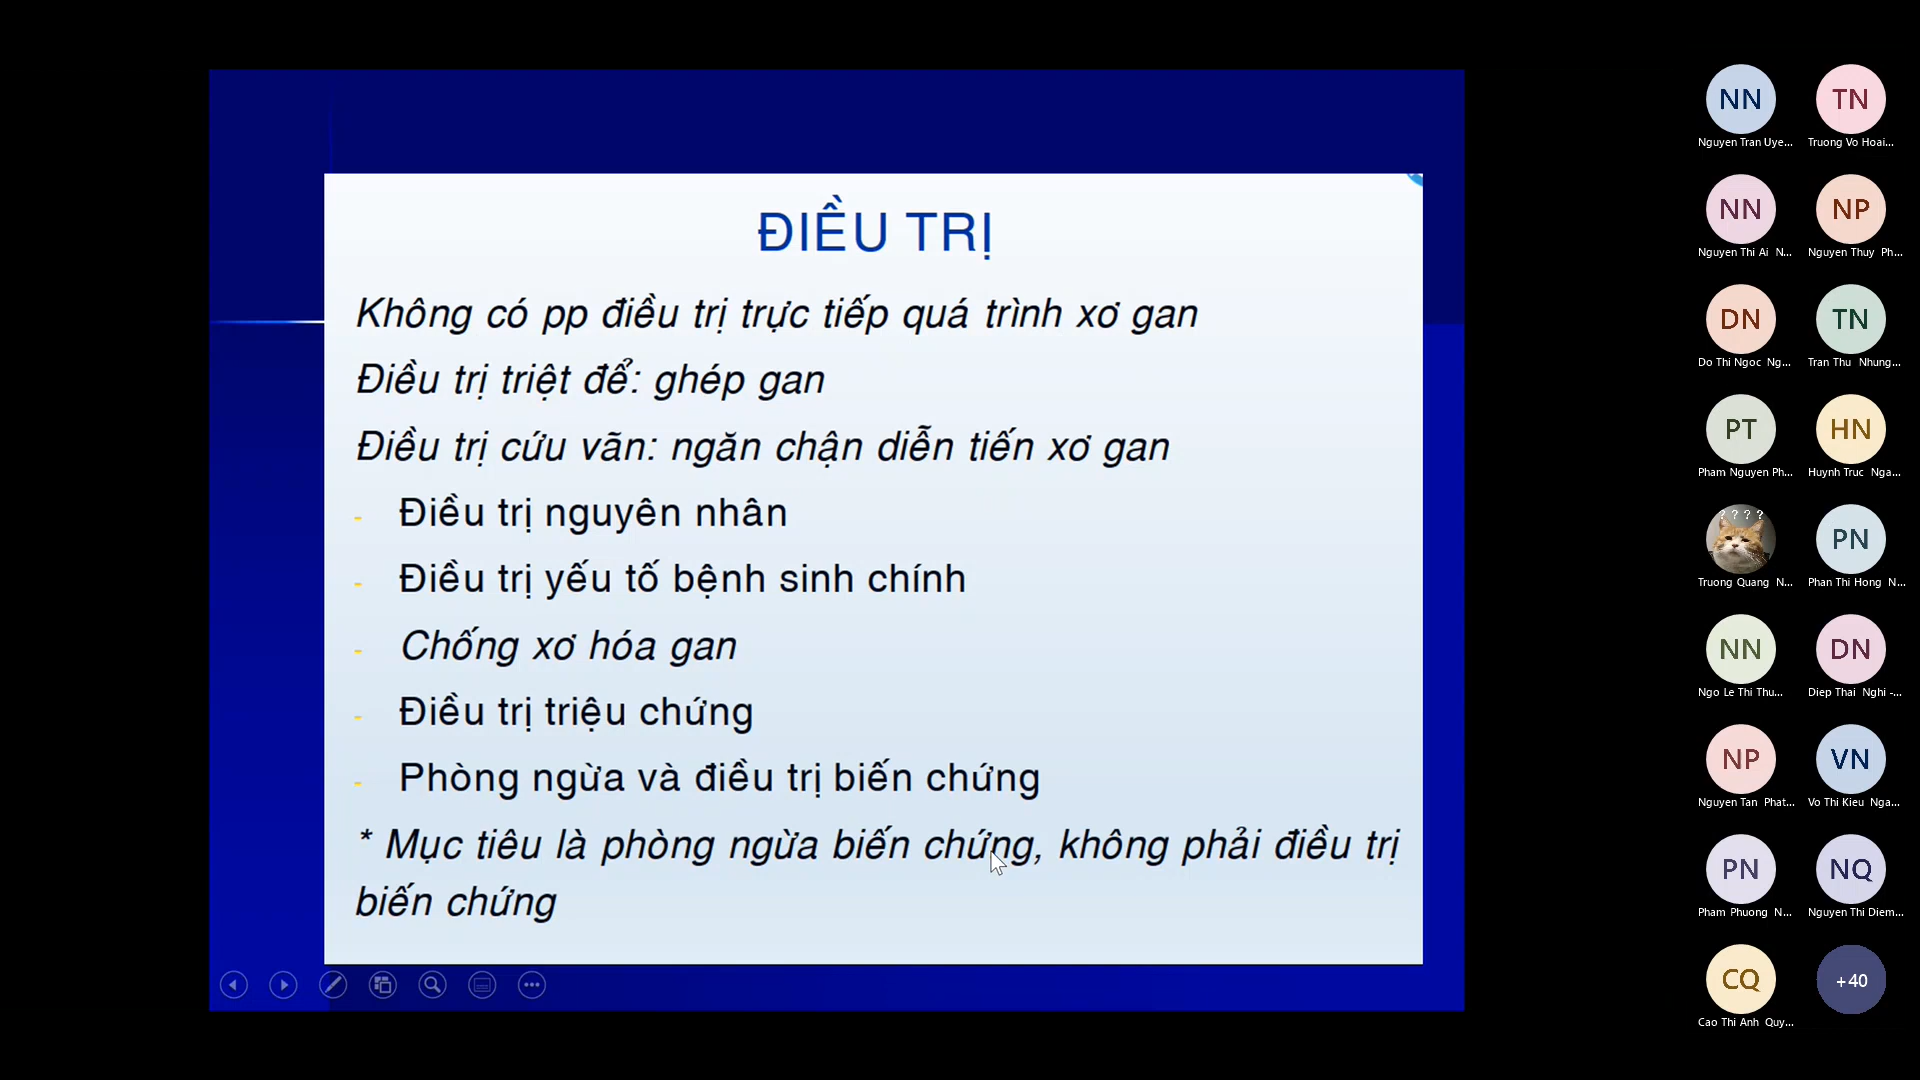 ĐIỀU TRỊ
Không có pp điều trị trực tiếp quá trình xơ gan
Điều trị triệt để: ghép gan
Điều trị cứu vãn: ngăn chận diễn tiến xơ gan
- Điều trị nguyên nhân
- Điều trị yếu tố bệnh sinh chính
- Chống xơ hóa gan
- Điều trị triệu chứng
- Phòng ngừa và điều trị biến chứng
* Mục tiêu là phòng ngừa biến chứng, không phải điều trị
biến chứng
NN
Nguyen Tran Uye...
TN
Truong Vo Hoai...
NN
Nguyen Thi Ai N...
NP
Nguyen Thuy Ph...
DN
Do Thi Ngoc Ng...
TN
Tran Thu Nhung...
PT
Pham Nguyen Ph...
HN
Huynh Truc Nga...
? ? ? ?
Truong Quang N...
PN
Phan Thi Hong N...
NN
Ngo Le Thi Thu...
DN
Diep Thai Nghi -...
NP
Nguyen Tan Phat...
VN
Vo Thi Kieu Nga...
PN
Pham Phuong N...
NQ
Nguyen Thi Diem...
CQ
Cao Thi Anh Quy...
+40